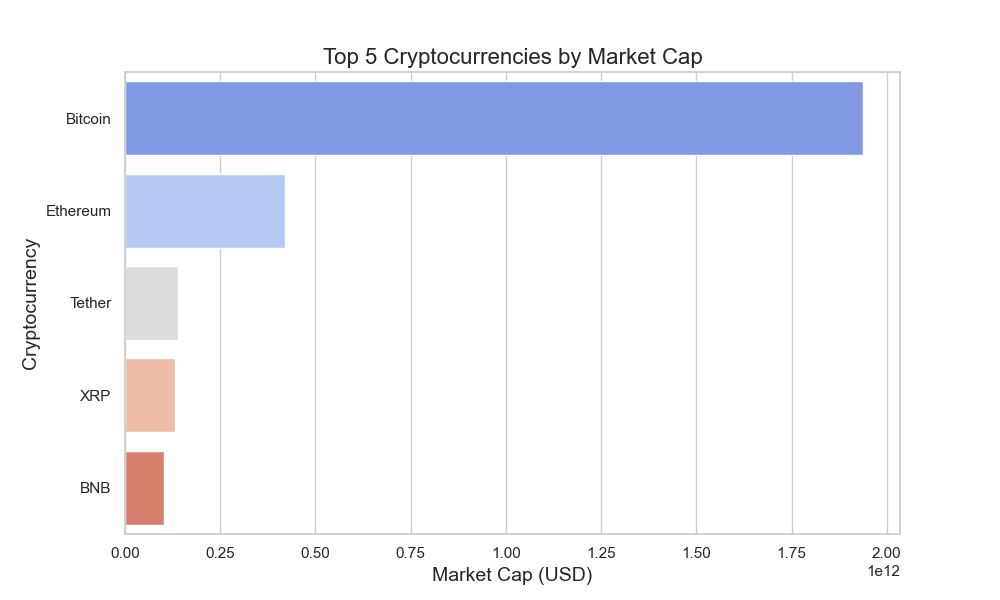 Top 5 Cryptocurrencies by Market Cap
Cryptocurrency
Bitcoin
Ethereum
Tether
XRP
BNB
0.00 0.25 0.50 0.75 1.00 1.25 1.50 1.75 2.00
1e12
Market Cap (USD)